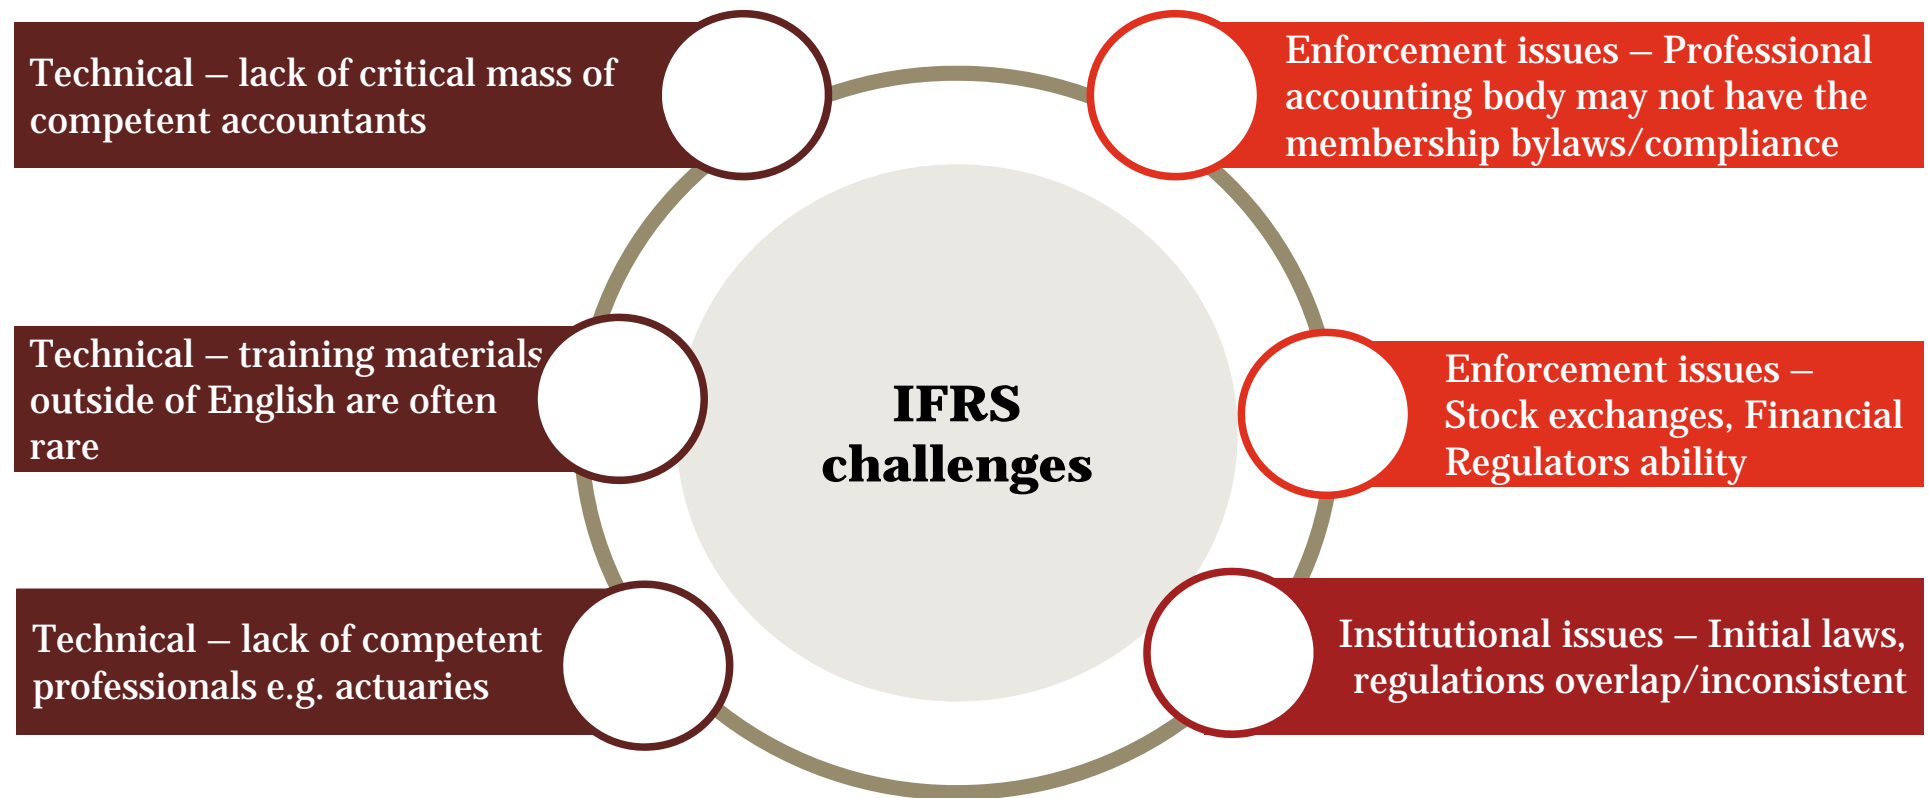 Technical – lack of critical mass of
competent accountants
Enforcement issues – Professional
accounting body may not have the
membership bylaws/compliance
Technical – training materials
outside of English are often
rare
IFRS
challenges
Enforcement issues –
Stock exchanges, Financial
Regulators ability
Technical – lack of competent
professionals e.g. actuaries
Institutional issues – Initial laws,
regulations overlap/inconsistent